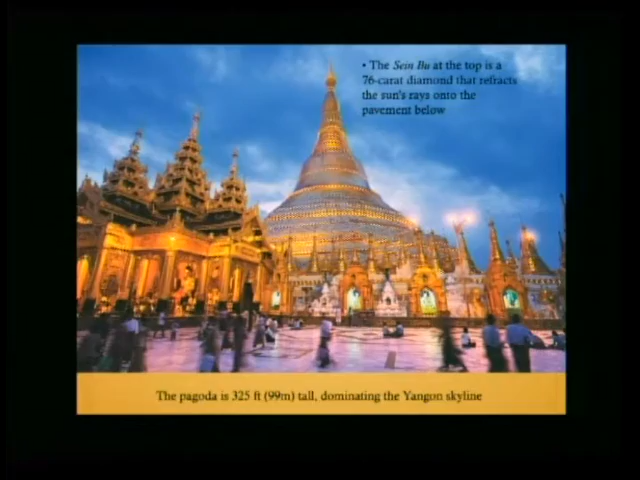 • The Sein Bu at the top is a
76-carat diamond that refracts
the sun's rays onto the
pavement below
The pagoda is 325 ft (99m) tall, dominating the Yangon skyline